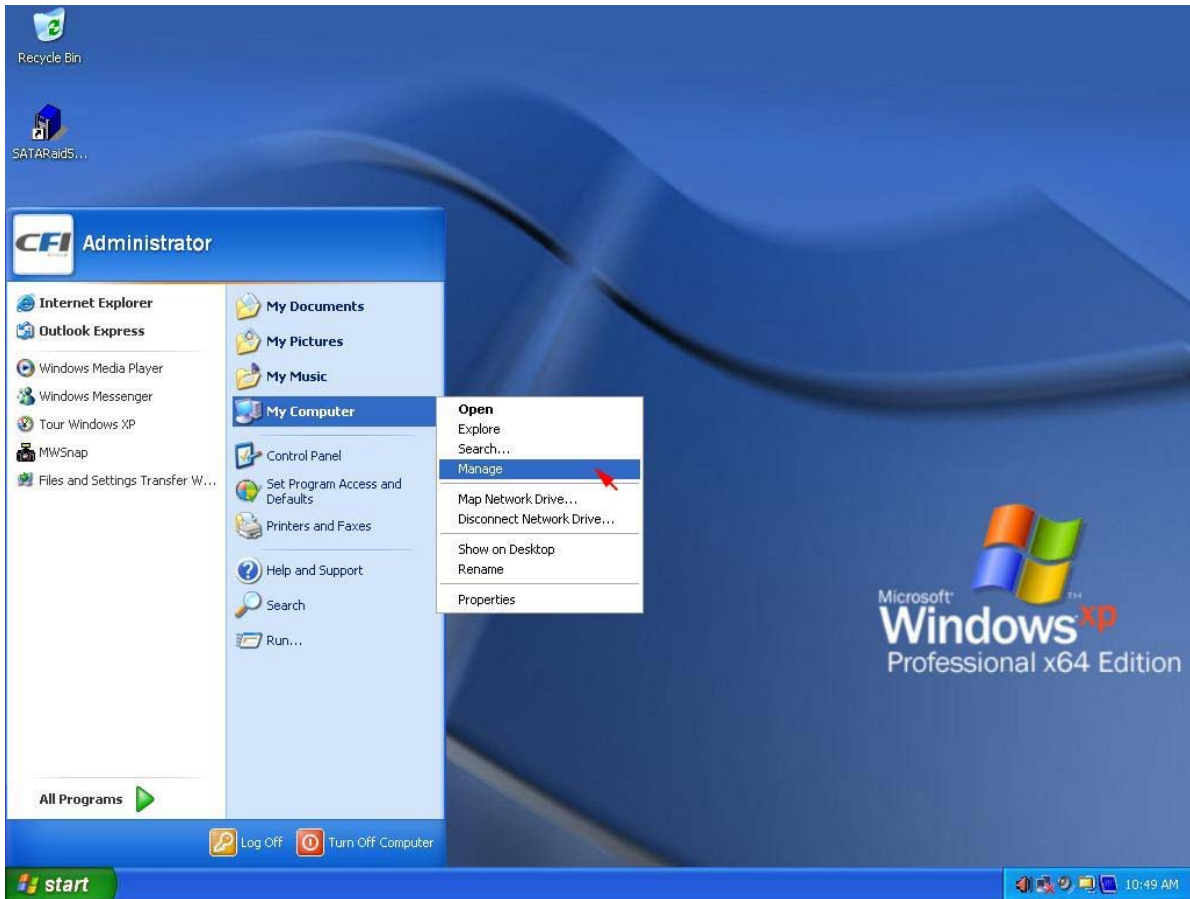 Recycle Bin
SATARaid5...
CFI
Group
Administrator
Internet Explorer
Outlook Express
Windows Media Player
Windows Messenger
Tour Windows XP
MWSnap
Files and Settings Transfer W...
All Programs
My Documents
My Pictures
My Music
My Computer
Control Panel
Set Program Access and
Defaults
Printers and Faxes
Help and Support
Search
Run...
Open
Explore
Search...
Manage
Map Network Drive...
Disconnect Network Drive...
Show on Desktop
Rename
Properties
Log Off
Turn Off Computer
Microsoft
Windows xp
TM
Professional x64 Edition
start
10:49 AM